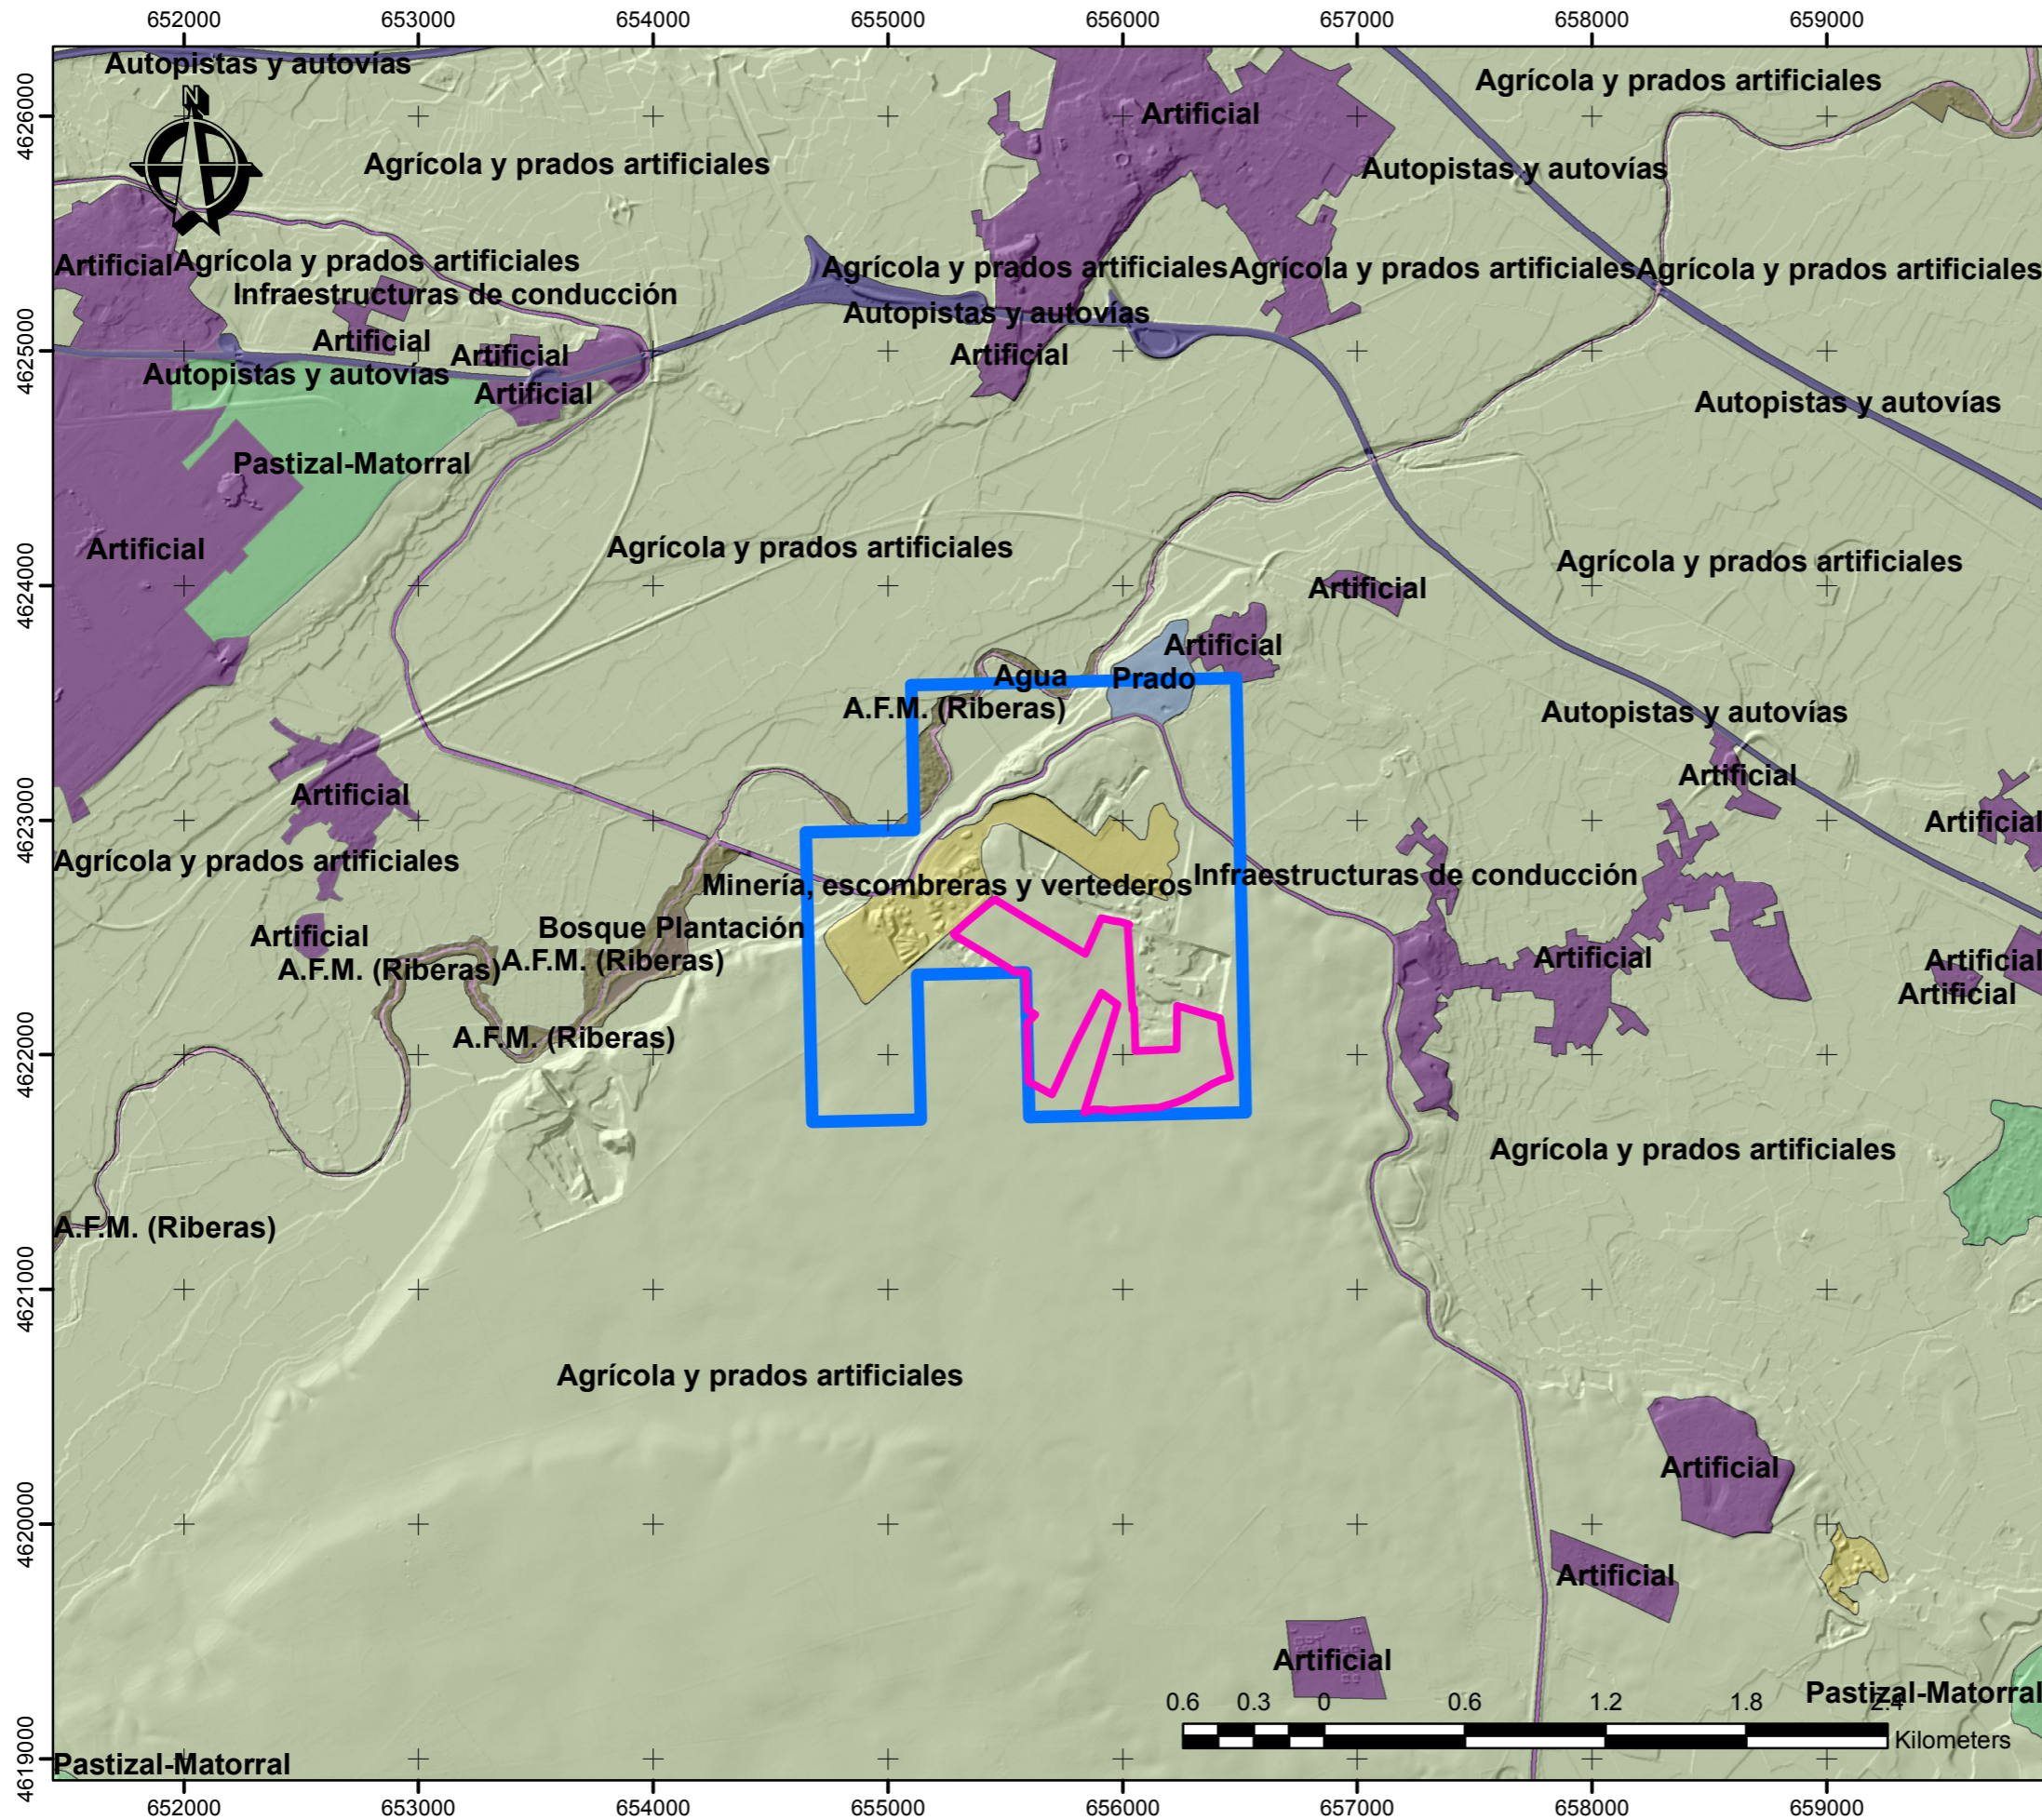 652000 653000 654000 655000 656000 657000 658000 659000
Autopistas y autovías
Agrícola y prados artificiales
N
4626000
Artificial
Agrícola y prados artificiales
Autopistas y autovías
Artificial
Agrícola y prados artificiales
Agrícola y prados artificiales
Agrícola y prados artificiales
Agrícola y prados artificiales
Infraestructuras de conducción
Autopistas y autovías
Artificial
4625000
Artificial
Artificial
Autopistas y autovías
Artificial
Autopistas y autovías
Pastizal-Matorral
Artificial
Agrícola y prados artificiales
Agrícola y prados artificiales
4624000
Artificial
Artificial
Agua
Prado
A.F.M. (Riberas)
Autopistas y autovías
Artificial
Artificial
4623000
Artificial
Agrícola y prados artificiales
Infraestructuras de conducción
Minería, escombreras y vertederos
Bosque Plantación
Artificial
A.F.M. (Riberas)
A.F.M. (Riberas)
Artificial
Artificial
Artificial
A.F.M. (Riberas)
4622000
Agrícola y prados artificiales
A.F.M. (Riberas)
4621000
Agrícola y prados artificiales
Artificial
4620000
Artificial
Artificial
Pastizal-Matorral
0.6 0.3 0 0.6 1.2 1.8 2.4
Kilometers
4619000
Pastizal-Matorral
652000 653000 654000 655000 656000 657000 658000 659000